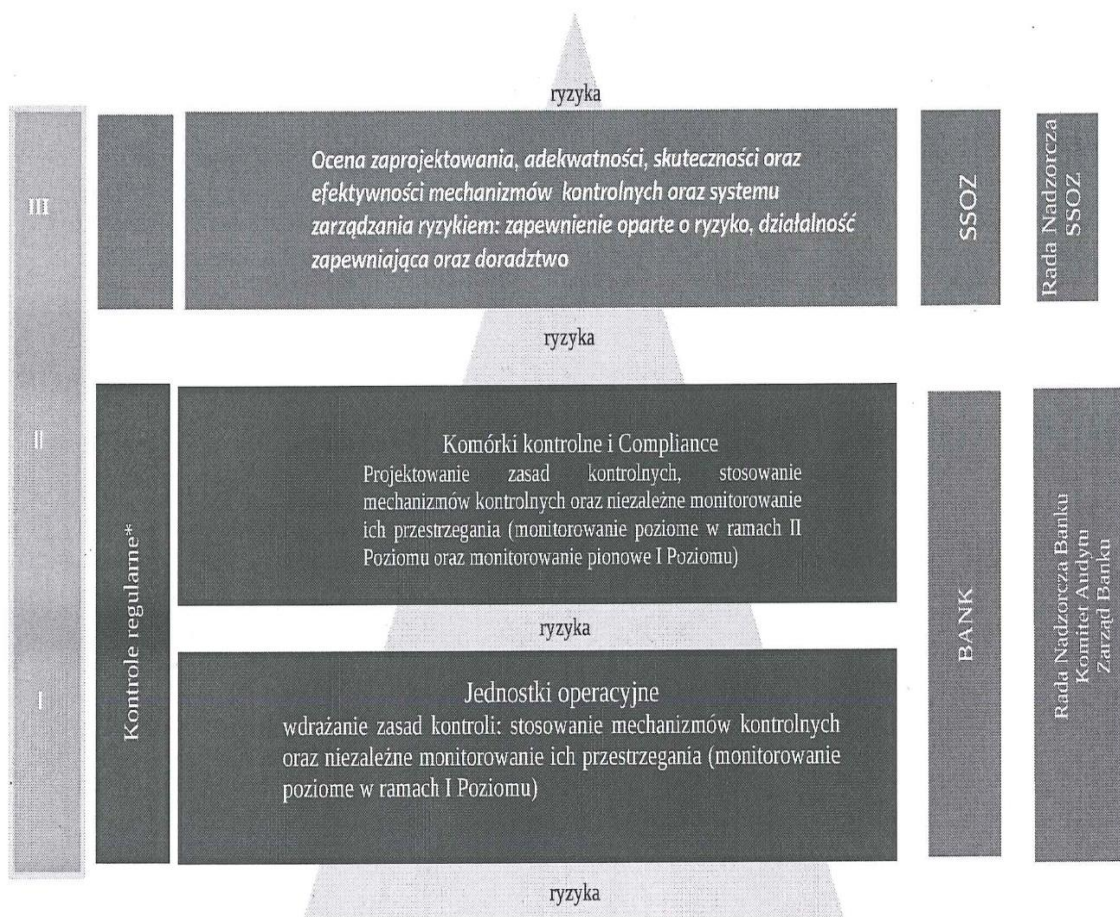 ryzyka
III
Ocena zaprojektowania, adekwatności, skuteczności oraz
efektywności mechanizmów kontrolnych oraz systemu
zarządzania ryzykiem: zapewnienie oparte o ryzyko, działalność
zapewniająca oraz doradztwo
SSOZ
Rada Nadzorcza
SSOZ
ryzyka
II
Komórki kontrolne i Compliance
Projektowanie zasad kontrolnych, stosowanie
mechanizmów kontrolnych oraz niezależne monitorowanie
ich przestrzegania (monitorowanie poziome w ramach II
Poziomu oraz monitorowanie pionowe I Poziomu)
ryzyka
I
Kontrole regularne*
Jednostki operacyjne
wdrażanie zasad kontroli: stosowanie mechanizmów kontrolnych
oraz niezależne monitorowanie ich przestrzegania (monitorowanie
poziome w ramach I Poziomu)
BANK
Rada Nadzorcza Banku
Komitet Audytu
Zarząd Banku
ryzyka